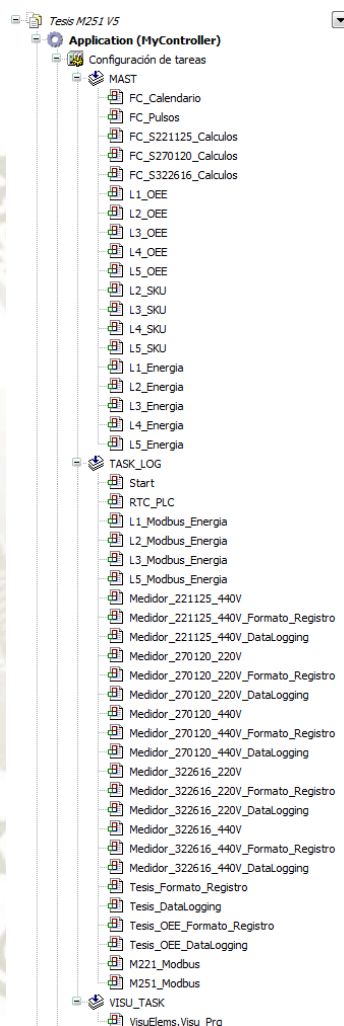 Tesis M251 V5
Application (MyController)
Configuración de tareas
MAST
FC_Calendario
FC_Pulsos
FC_S221125_Calculos
FC_S270120_Calculos
FC_S322616_Calculos
L1_OEE
L2_OEE
L3_OEE
L4_OEE
L5_OEE
L2_SKU
L3_SKU
L4_SKU
L5_SKU
L1_Energia
L2_Energia
L3_Energia
L4_Energia
L5_Energia
TASK_LOG
Start
RTC_PLC
L1_Modbus_Energia
L2_Modbus_Energia
L3_Modbus_Energia
L5_Modbus_Energia
Medidor_221125_440V
Medidor_221125_440V_Formato_Registro
Medidor_221125_440V_DataLogging
Medidor_270120_220V
Medidor_270120_220V_Formato_Registro
Medidor_270120_220V_DataLogging
Medidor_270120_440V
Medidor_270120_440V_Formato_Registro
Medidor_270120_440V_DataLogging
Medidor_322616_220V
Medidor_322616_220V_Formato_Registro
Medidor_322616_220V_DataLogging
Medidor_322616_440V
Medidor_322616_440V_Formato_Registro
Medidor_322616_440V_DataLogging
Tesis_Formato_Registro
Tesis_DataLogging
Tesis_OEE_Formato_Registro
Tesis_OEE_DataLogging
M221_Modbus
M251_Modbus
VISU_TASK
VisuElems.Visu_Prg